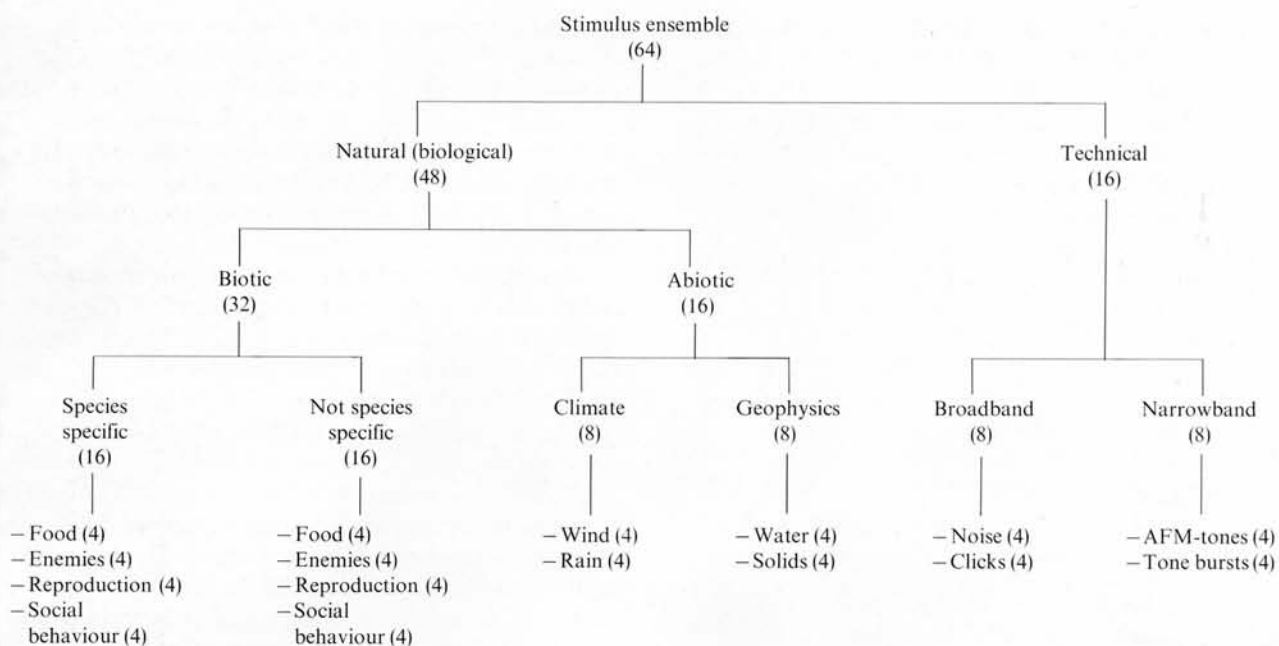 Stimulus ensemble
(64)
Natural (biological)
(48)
Technical
(16)
Biotic
(32)
Abiotic
(16)
Species
specific
(16)
Not species
specific
(16)
Climate
(8)
Geophysics
(8)
Broadband
(8)
Narrowband
(8)
– Food (4)
– Enemies (4)
– Reproduction (4)
– Social
behaviour (4)
– Food (4)
– Enemies (4)
– Reproduction (4)
– Social
behaviour (4)
– Wind (4)
– Rain (4)
– Water (4)
– Solids (4)
– Noise (4)
– Clicks (4)
– AFM-tones (4)
– Tone bursts (4)